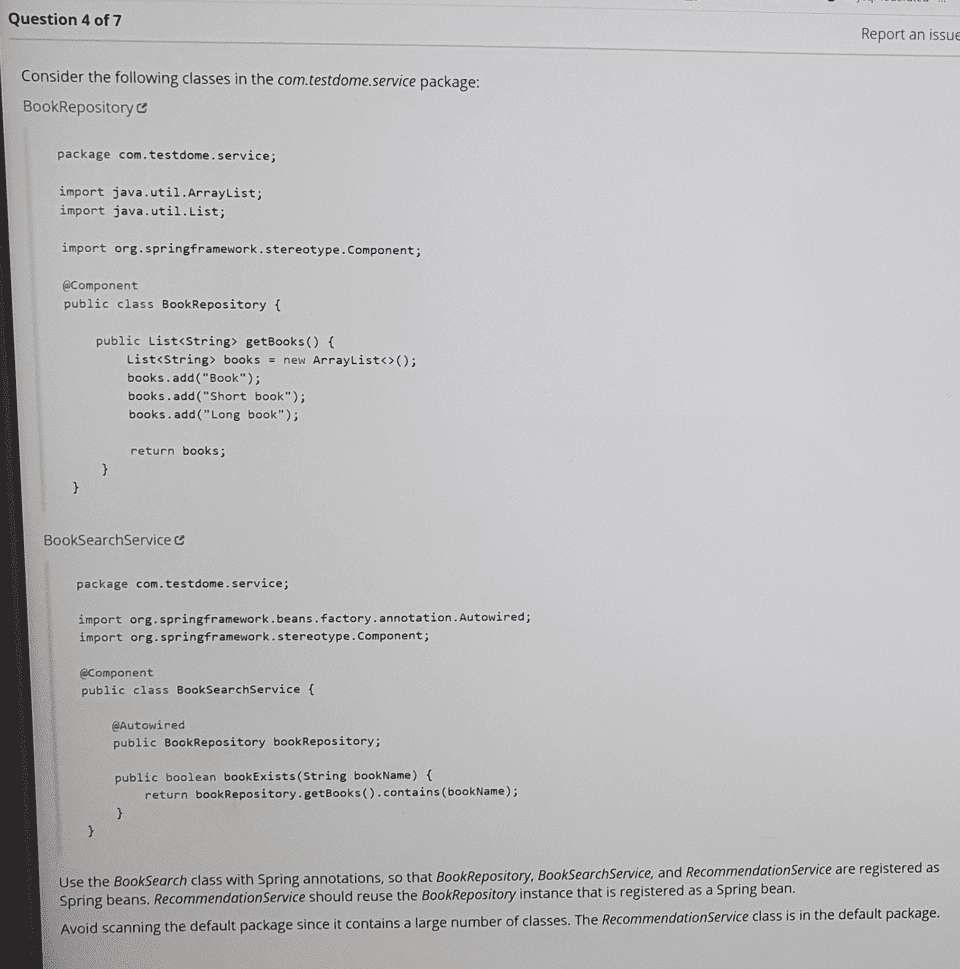 Question 4 of 7
Report an issue
Consider the following classes in the com.testdome.service package:
BookRepository
package com.testdome.service;
import java.util.ArrayList;
import java.util.List;
import org.springframework.stereotype.Component;
@Component
public class BookRepository {
public List<String> getBooks() {
List<String> books = new ArrayList<>();
books.add("Book");
books.add("Short book");
books.add("Long book");
return books;
}
}
BookSearchService
package com.testdome.service;
import org.springframework.beans.factory.annotation.Autowired;
import org.springframework.stereotype.Component;
@Component
public class BookSearchService {
@Autowired
public BookRepository bookRepository;
public boolean bookExists(String bookName) {
return bookRepository.getBooks().contains(bookName);
}
}
Use the BookSearch class with Spring annotations, so that BookRepository, BookSearchService, and RecommendationService are registered as
Spring beans. RecommendationService should reuse the BookRepository instance that is registered as a Spring bean.
Avoid scanning the default package since it contains a large number of classes. The RecommendationService class is in the default package.